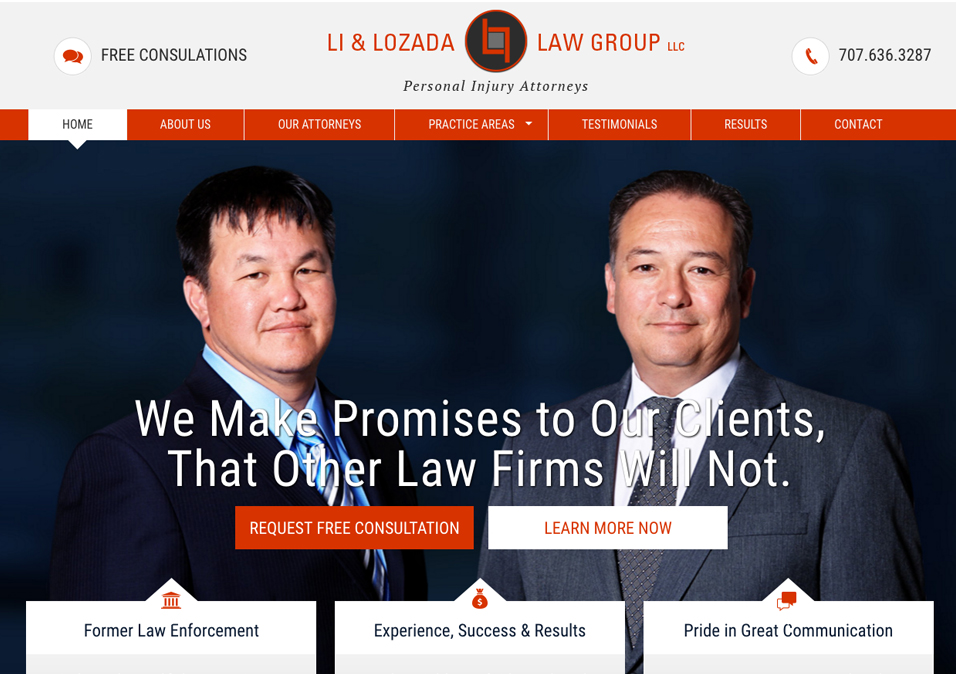 FREE CONSULATIONS
LI & LOZADA LAW GROUP LLC
Personal Injury Attorneys
707.636.3287
HOME ABOUT US OUR ATTORNEYS PRACTICE AREAS TESTIMONIALS RESULTS CONTACT
We Make Promises to Our Clients,
That Other Law Firms Will Not.
REQUEST FREE CONSULTATION LEARN MORE NOW
$
Former Law Enforcement Experience, Success & Results Pride in Great Communication